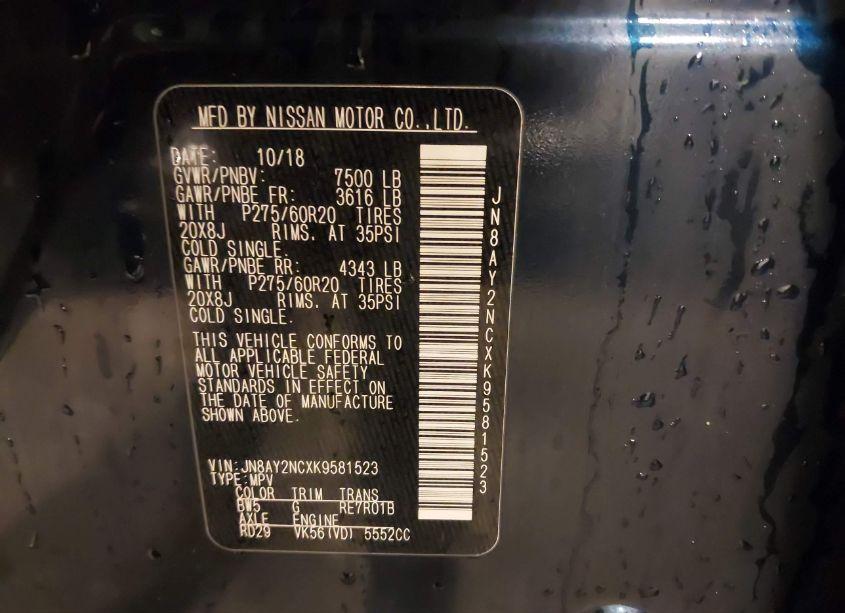 MFD BY NISSAN MOTOR CO.,LTD.
DATE: 10/18
GVWR/PNBV: 7500 LB
GAWR/PNBE FR: 3616 LB
WITH P275/60R20 TIRES
20X8J RIMS. AT 35PSI
COLD SINGLE.
GAWR/PNBE RR: 4343 LB
WITH P275/60R20 TIRES
20X8J RIMS. AT 35PSI
COLD SINGLE.
THIS VEHICLE CONFORMS TO
ALL APPLICABLE FEDERAL
MOTOR VEHICLE SAFETY
STANDARDS IN EFFECT ON
THE DATE OF MANUFACTURE
SHOWN ABOVE.
VIN:JN8AY2NCXK9581523
TYPE:MPV
COLOR TRIM TRANS
BW5 G RE7R01B
AXLE ENGINE
RD29 VK56(VD) 5552CC
JN8AY2NCXK9581523